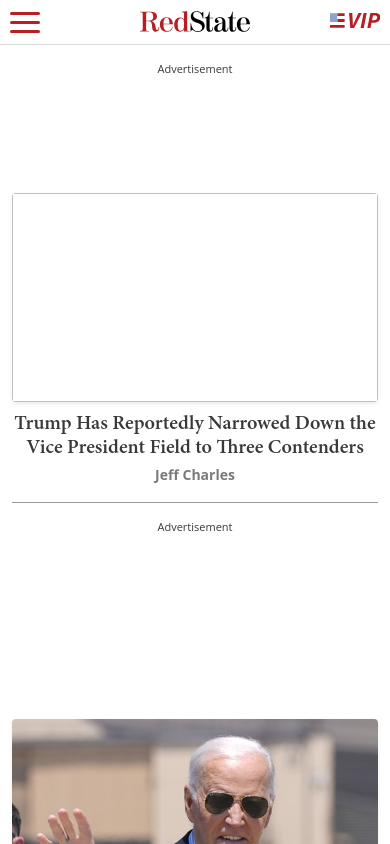 RedState
VIP
Advertisement
Trump Has Reportedly Narrowed Down the
Vice President Field to Three Contenders
Jeff Charles
Advertisement